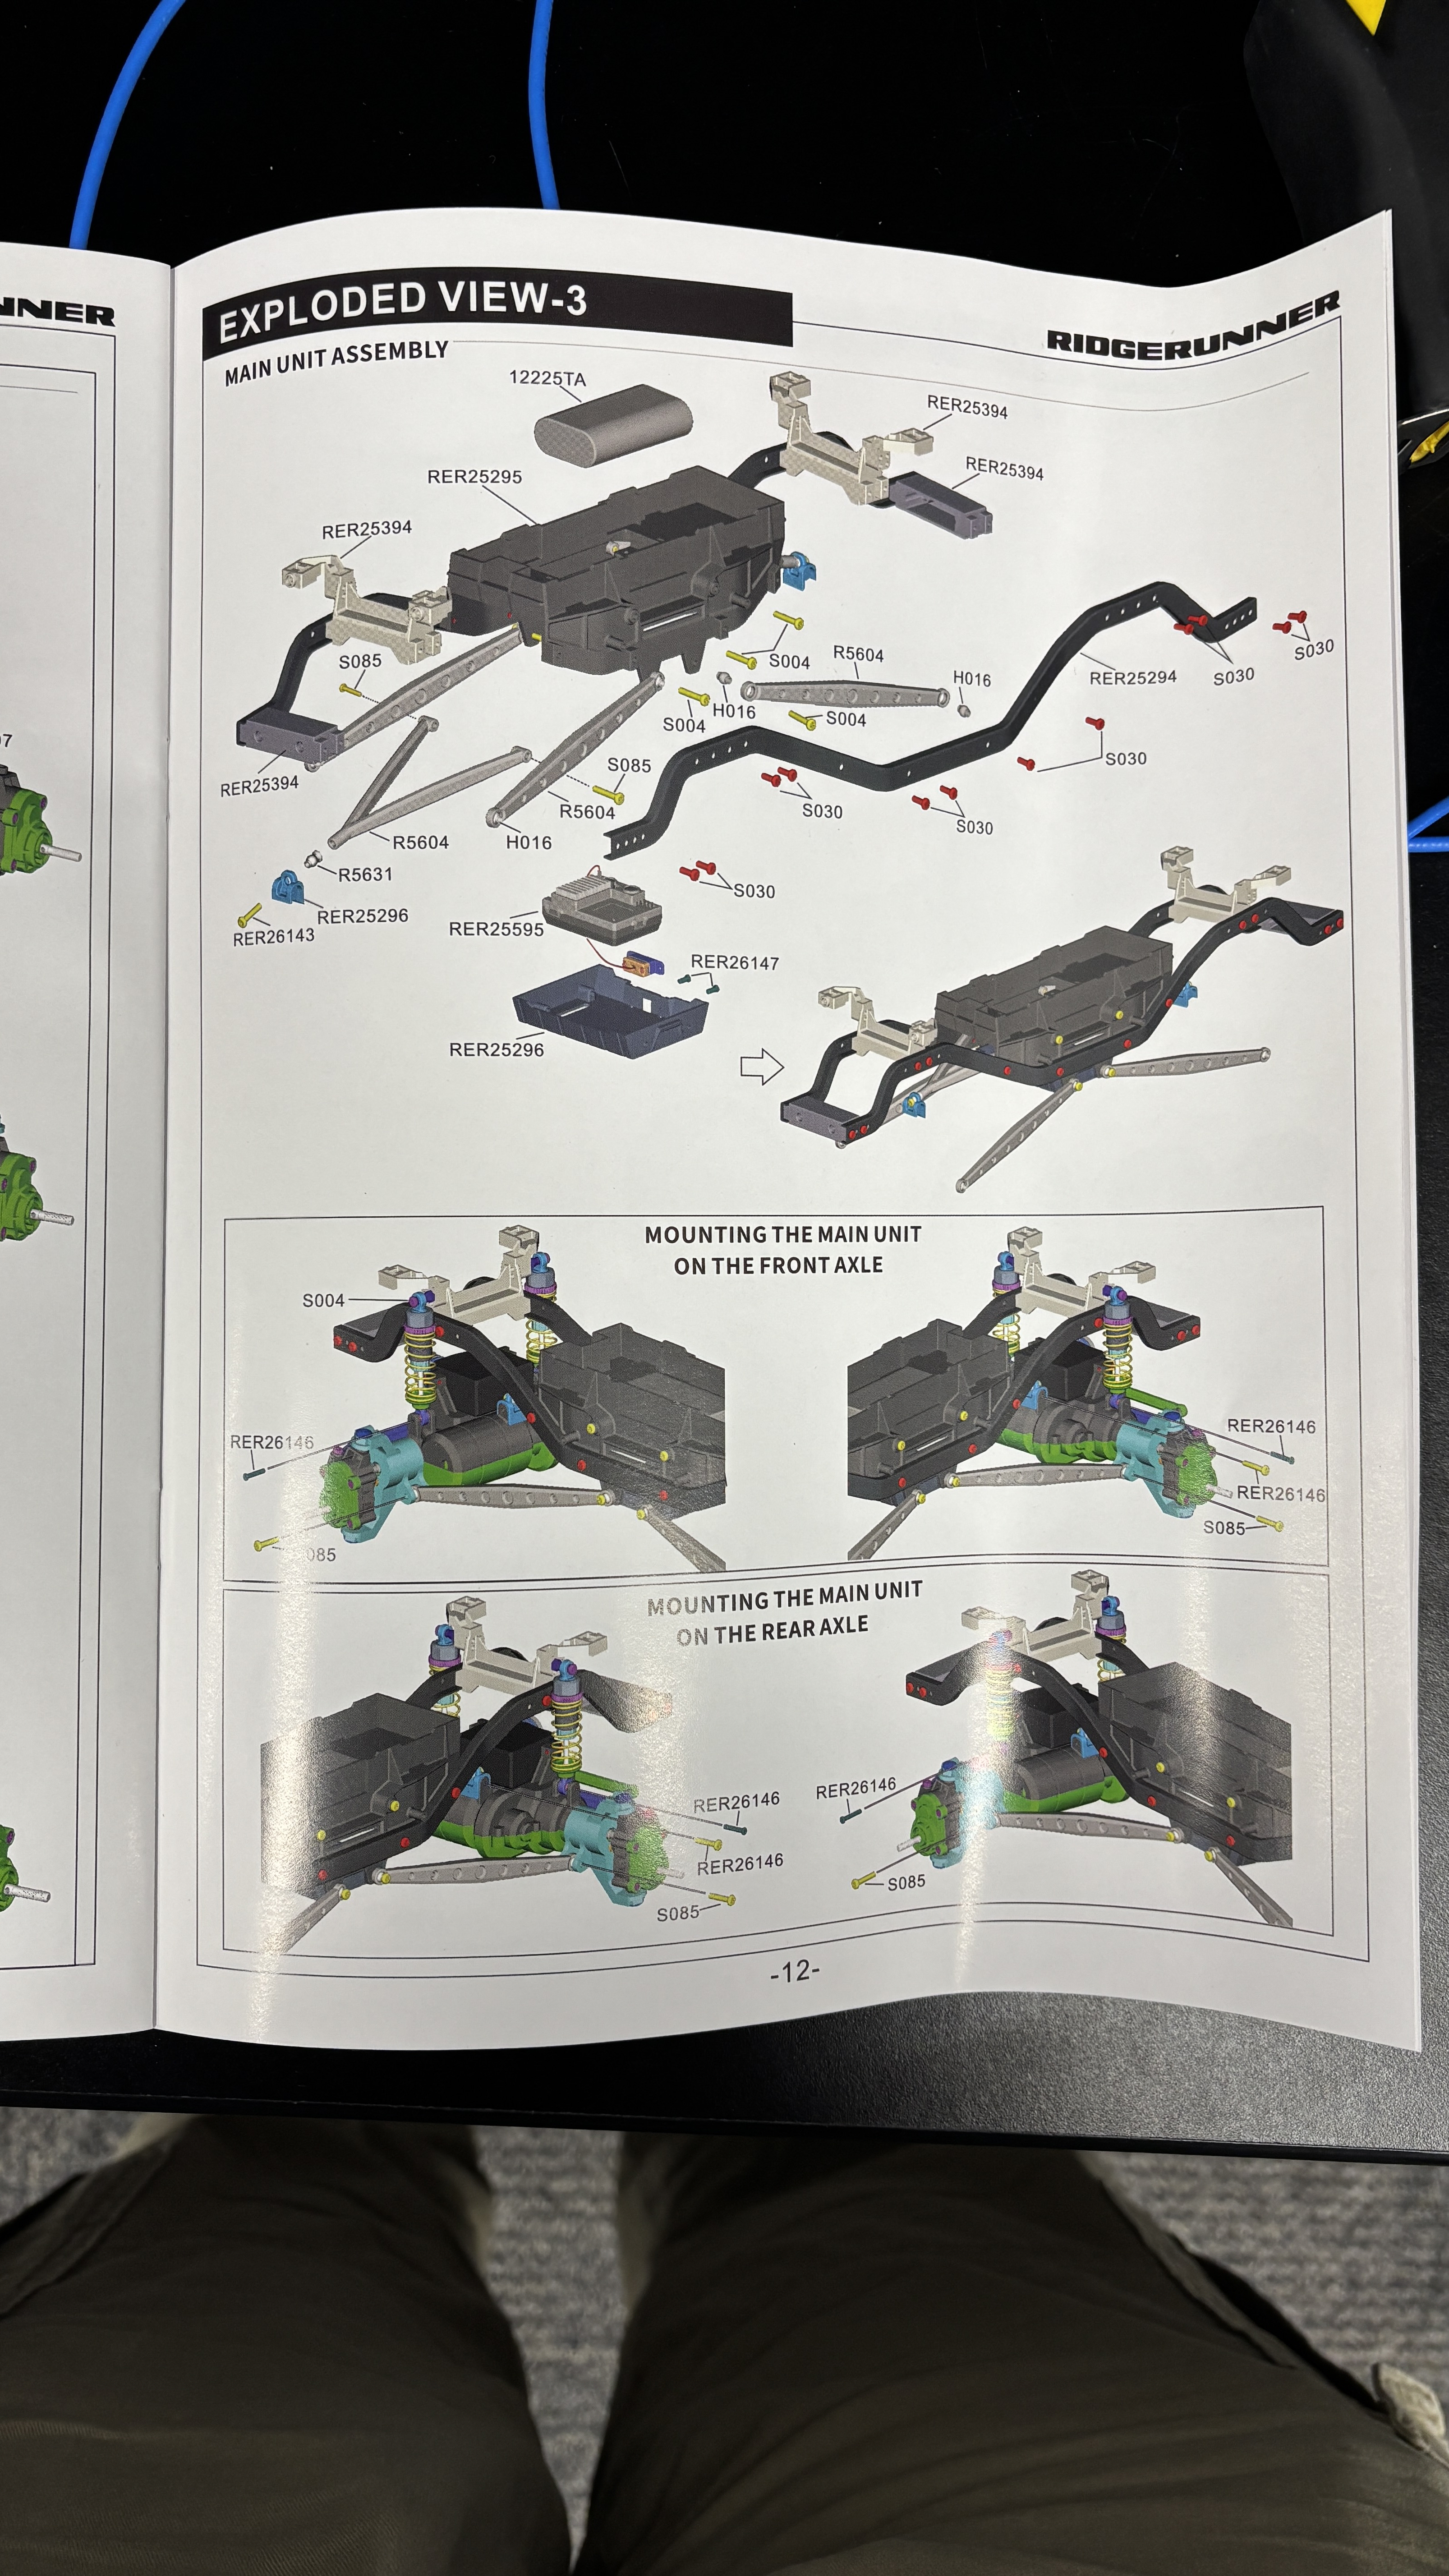 NNER
EXPLODED VIEW-3
RIDGERUNNER
MAIN UNIT ASSEMBLY
12225TA
RER25394
RER25394
RER25295
RER25394
S085
S004
R5604
H016
RER25294
S030
S030
S004
H016
S004
7
RER25394
S085
S030
R5604
S030
S030
R5604
H016
R5631
S030
RER25296
RER26143
RER25595
RER26147
RER25296
MOUNTING THE MAIN UNIT
ON THE FRONT AXLE
S004
RER26146
RER26146
RER26146
S085
085
MOUNTING THE MAIN UNIT
ON THE REAR AXLE
RER26146
RER26146
RER26146
S085
S085
-12-